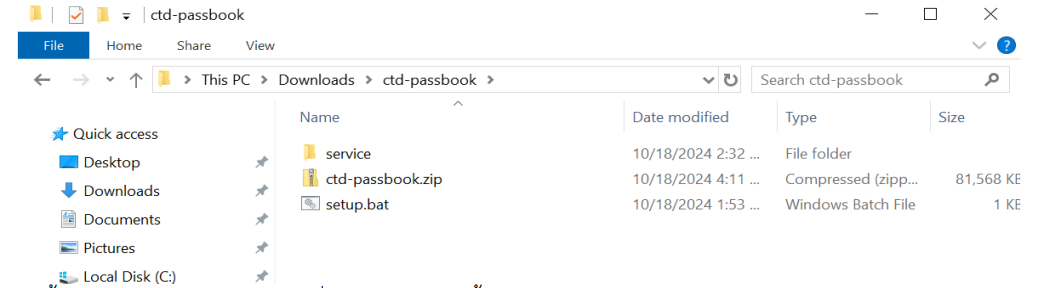 ctd-passbook
File Home Share View
This PC > Downloads > ctd-passbook > Search ctd-passbook
Name Date modified Type Size
Quick access
service 10/18/2024 2:32 ... File folder
Desktop
ctd-passbook.zip 10/18/2024 4:11 ... Compressed (zipp... 81,568 KB
Downloads
setup.bat 10/18/2024 1:53 ... Windows Batch File 1 KB
Documents
Pictures
Local Disk (C:)